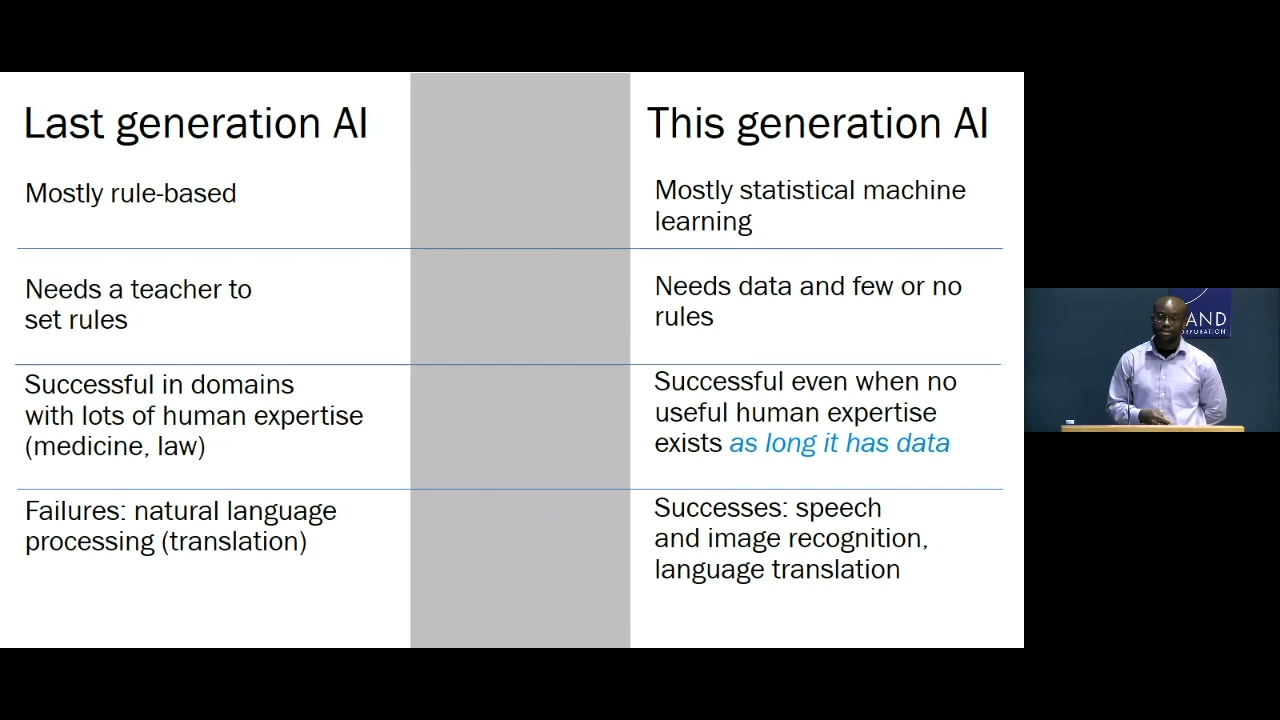 Last generation AI
This generation AI
Mostly rule-based
Mostly statistical machine
learning
Needs a teacher to
set rules
Needs data and few or no
rules
Successful in domains
with lots of human expertise
(medicine, law)
Successful even when no
useful human expertise
exists as long it has data
Failures: natural language
processing (translation)
Successes: speech
and image recognition,
language translation
AND
ORPORATION